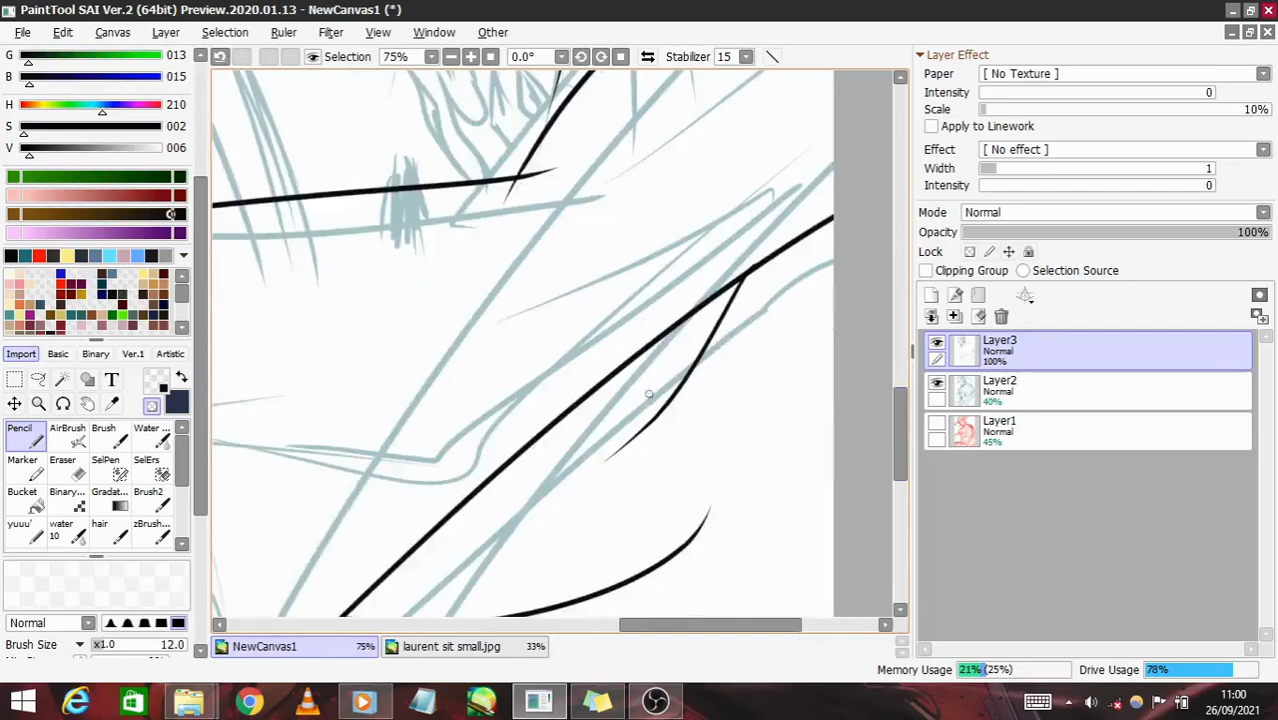 PaintTool SAI Ver.2 (64bit) Preview.2020.01.13 - NewCanvas1 (*)
File Edit Canvas Layer Selection Filter View Window Other Ruler
G 013
B 015
H 210
S 002
V 006
Import Basic Binary Ver.1 Artistic
Pencil AirBrush Brush Water ...
Marker Eraser SelPen SelErs
Bucket Binary... Gradat... Brush2
yuuu' water 10 hair zBrush...
Normal
Brush Size x1.0 12.0
Selection 75% 0.0° Stabilizer 15
NewCanvas1 75% laurent sit small.jpg 33%
Layer Effect
Paper [ No Texture ]
Intensity 0
Scale 10%
Apply to Linework
Effect [ No effect ]
Width 1
Intensity 0
Mode Normal
Opacity 100%
Lock
Clipping Group Selection Source
Layer3
Normal
100%
Layer2
Normal
40%
Layer1
Normal
45%
Memory Usage 21% (25%) Drive Usage 78%
11:00
26/09/2021